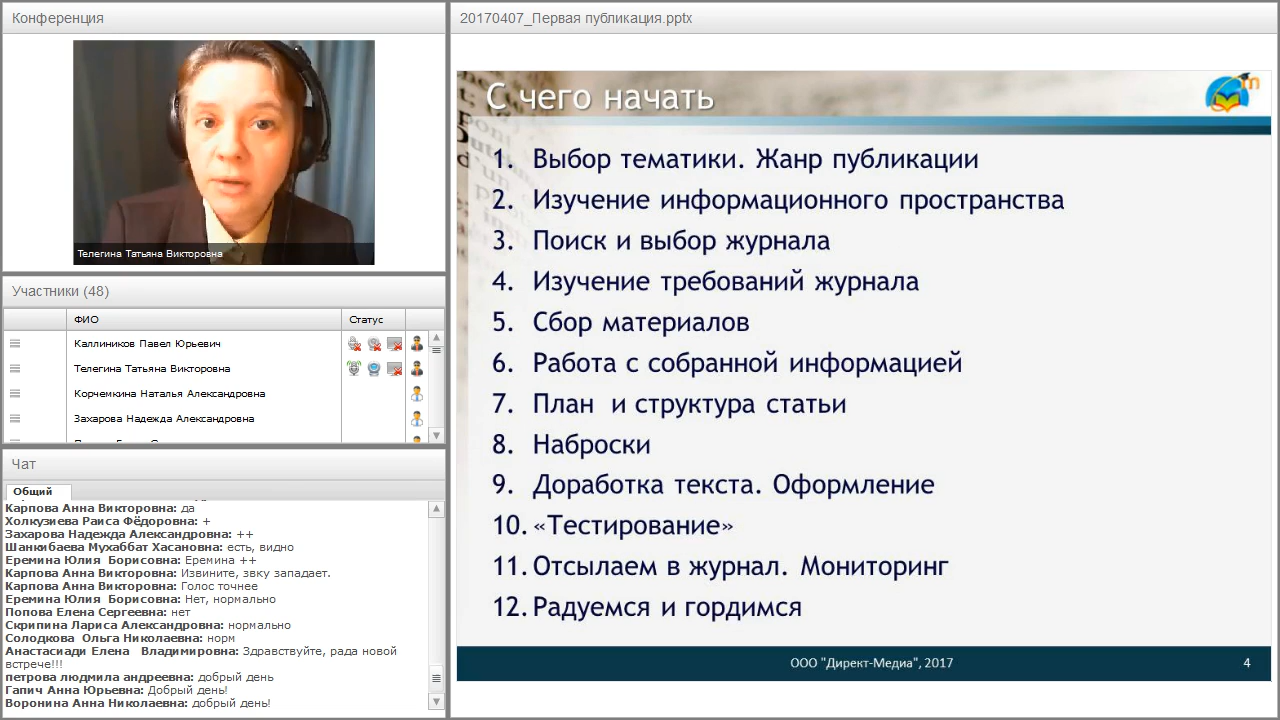 Конференция
Телегина Татьяна Викторовна
Участники (48)
ФИО
Статус
Каллиников Павел Юрьевич
Телегина Татьяна Викторовна
Корчемкина Наталья Александровна
Захарова Надежда Александровна
Чат
Общий
Карпова Анна Викторовна: да
Холкузиева Раиса Фёдоровна: +
Захарова Надежда Александровна: ++
Шанкибаева Мухаббат Хасановна: есть, видно
Еремина Юлия  Борисовна: Еремина ++
Карпова Анна Викторовна: Извините, звку западает.
Карпова Анна Викторовна: Голос точнее
Еремина Юлия  Борисовна: Нет, нормально
Попова Елена Сергеевна: нет
Скрипина Лариса Александровна: нормально
Солодкова  Ольга Николаевна: норм
Анастасиади Елена   Владимировна: Здравствуйте, рада новой
встрече!!!
петрова людмила андреевна: добрый день
Гапич Анна Юрьевна: Добрый день!
Воронина Анна Николаевна: добрый день!
20170407_Первая публикация.pptx
С чего начать
1. Выбор тематики. Жанр публикации
2. Изучение информационного пространства
3. Поиск и выбор журнала
4. Изучение требований журнала
5. Сбор материалов
6. Работа с собранной информацией
7. План  и структура статьи
8. Наброски
9. Доработка текста. Оформление
10. «Тестирование»
11. Отсылаем в журнал.  Мониторинг
12. Радуемся и гордимся
ООО "Директ-Медиа", 2017
4